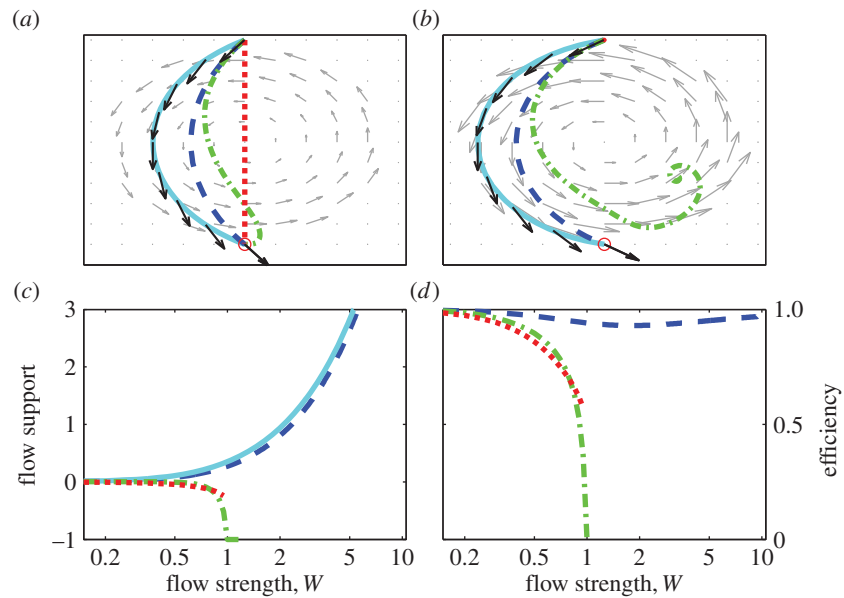 (a)
(b)
(c)
(d)
3
2
1
0
–1
flow support
0.2 0.5 1 2 5 10
flow strength, W
1.0
0.5
0
efficiency
0.2 0.5 1 2 5 10
flow strength, W